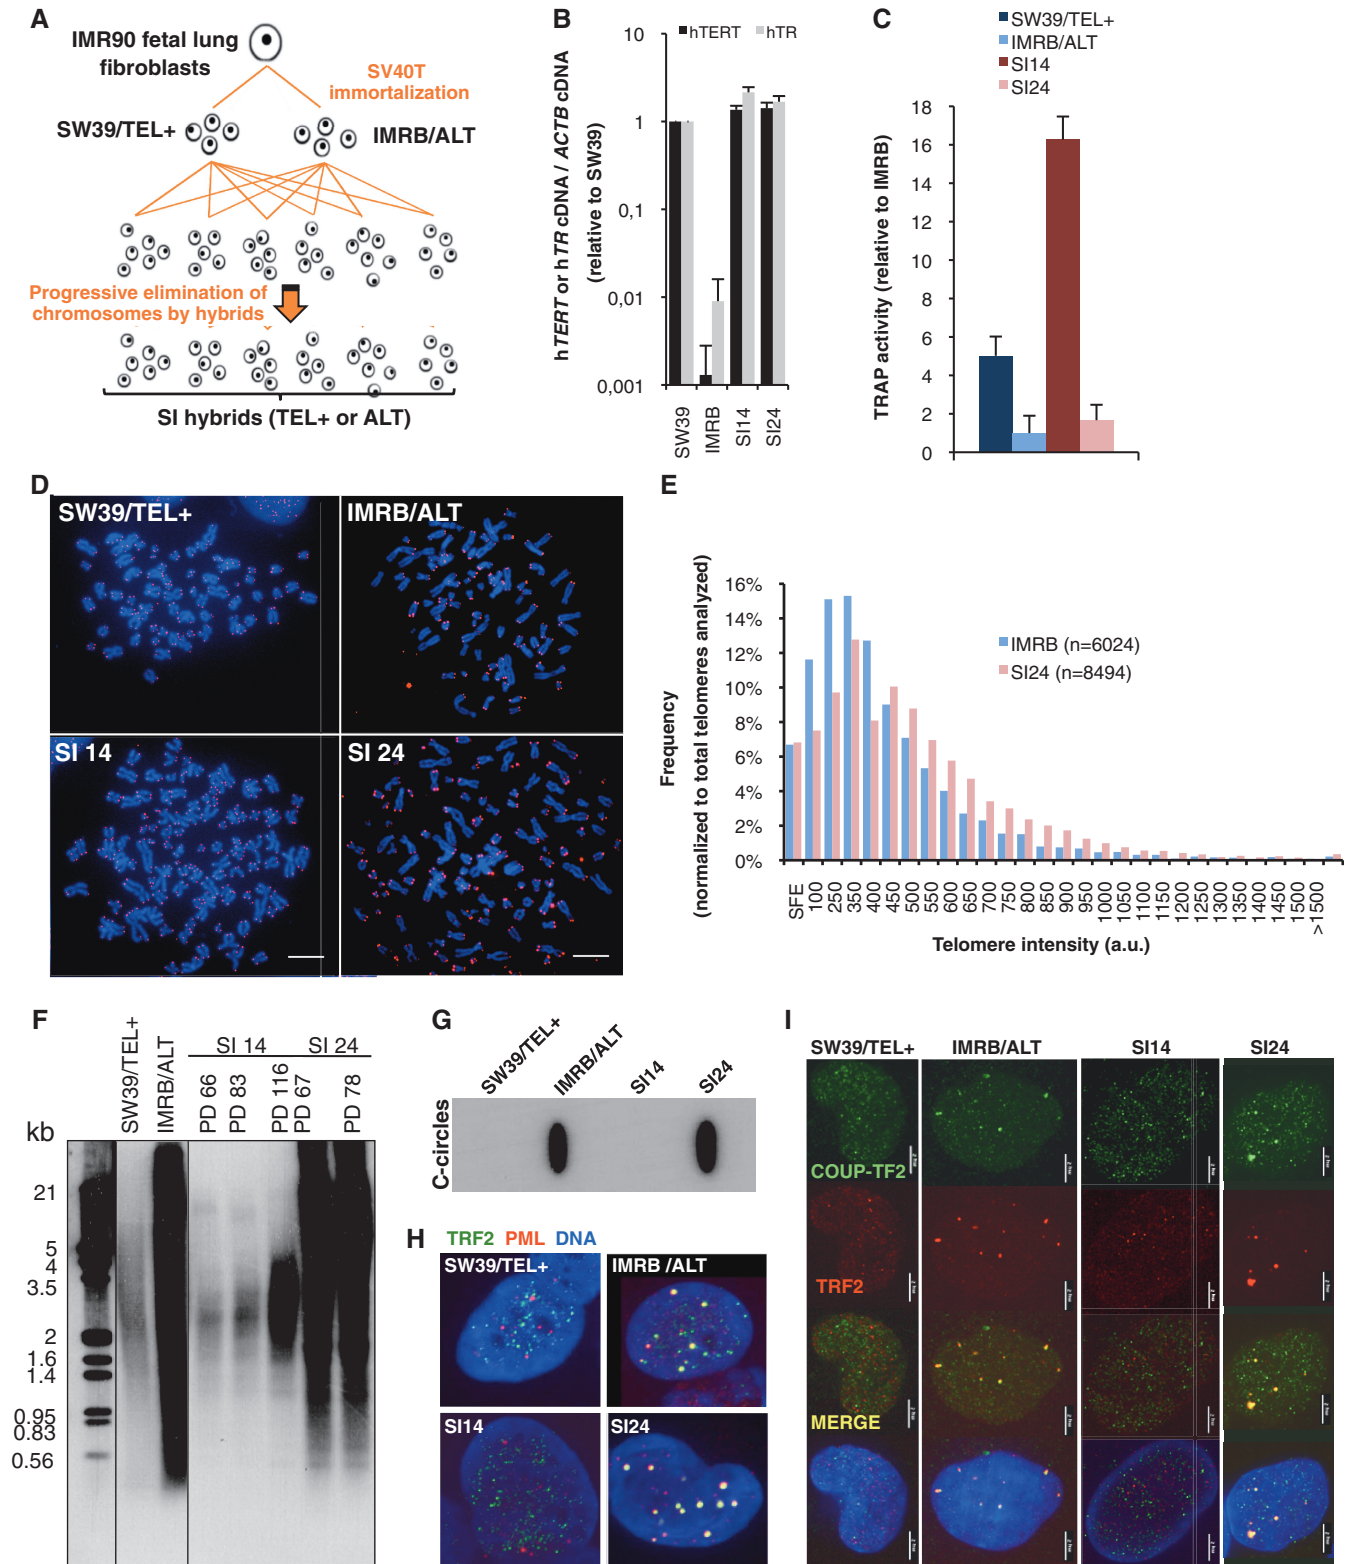 A
IMR90 fetal lung
fibroblasts
SV40T
immortalization
SW39/TEL+
IMRB/ALT
Progressive elimination of
chromosomes by hybrids
SI hybrids (TEL+ or ALT)
B
hTERT
hTR
hTERT or hTR cDNA / ACTB cDNA
(relative to SW39)
10
1
0,1
0,01
0,001
SW39
IMRB
SI14
SI24
C
SW39/TEL+
IMRB/ALT
SI14
SI24
TRAP activity (relative to IMRB)
18
16
14
12
10
8
6
4
2
0
D
SW39/TEL+
IMRB/ALT
SI 14
SI 24
E
Frequency
(normalized to total telomeres analyzed)
16%
14%
12%
10%
8%
6%
4%
2%
0%
IMRB (n=6024)
SI24 (n=8494)
SFE
100
250
350
400
450
500
550
600
650
700
750
800
850
900
950
1000
1050
1100
1150
1200
1250
1300
1350
1400
1450
1500
>1500
Telomere intensity (a.u.)
F
SW39/TEL+
IMRB/ALT
SI 14
SI 24
PD 66
PD 83
PD 116
PD 67
PD 78
kb
21
5
4
3.5
2
1.6
1.4
0.95
0.83
0.56
G
SW39/TEL+
IMRB/ALT
SI14
SI24
C-circles
H
TRF2 PML DNA
SW39/TEL+
IMRB /ALT
SI14
SI24
I
SW39/TEL+
IMRB/ALT
SI14
SI24
COUP-TF2
TRF2
MERGE